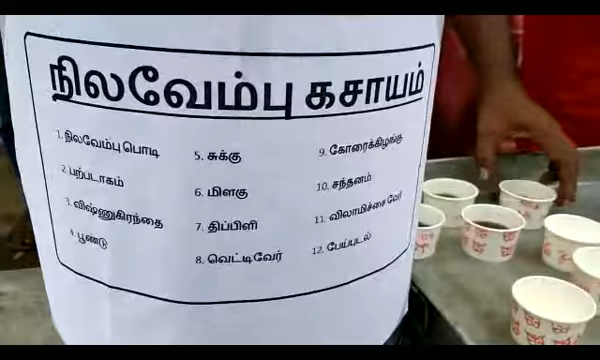 நிலவேம்பு கசாயம்
1. நிலவேம்பு பொடி
2. பற்படாகம்
3. விஷ்ணுகிரந்தை
4. பூண்டு
5. சுக்கு
6. மிளகு
7. திப்பிளி
8. வெட்டிவேர்
9. கோரைக்கிழங்கு
10. சந்தனம்
11. விலாமிச்சை வேர்
12. பேய்புடல்